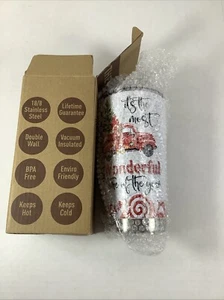 18/8
Stainless
Steel
Lifetime
Guarantee
Double
Wall
Vacuum
Insulated
BPA
Free
Enviro
Friendly
Keeps
Hot
Keeps
Cold
it's the
most
wonderful
of the year